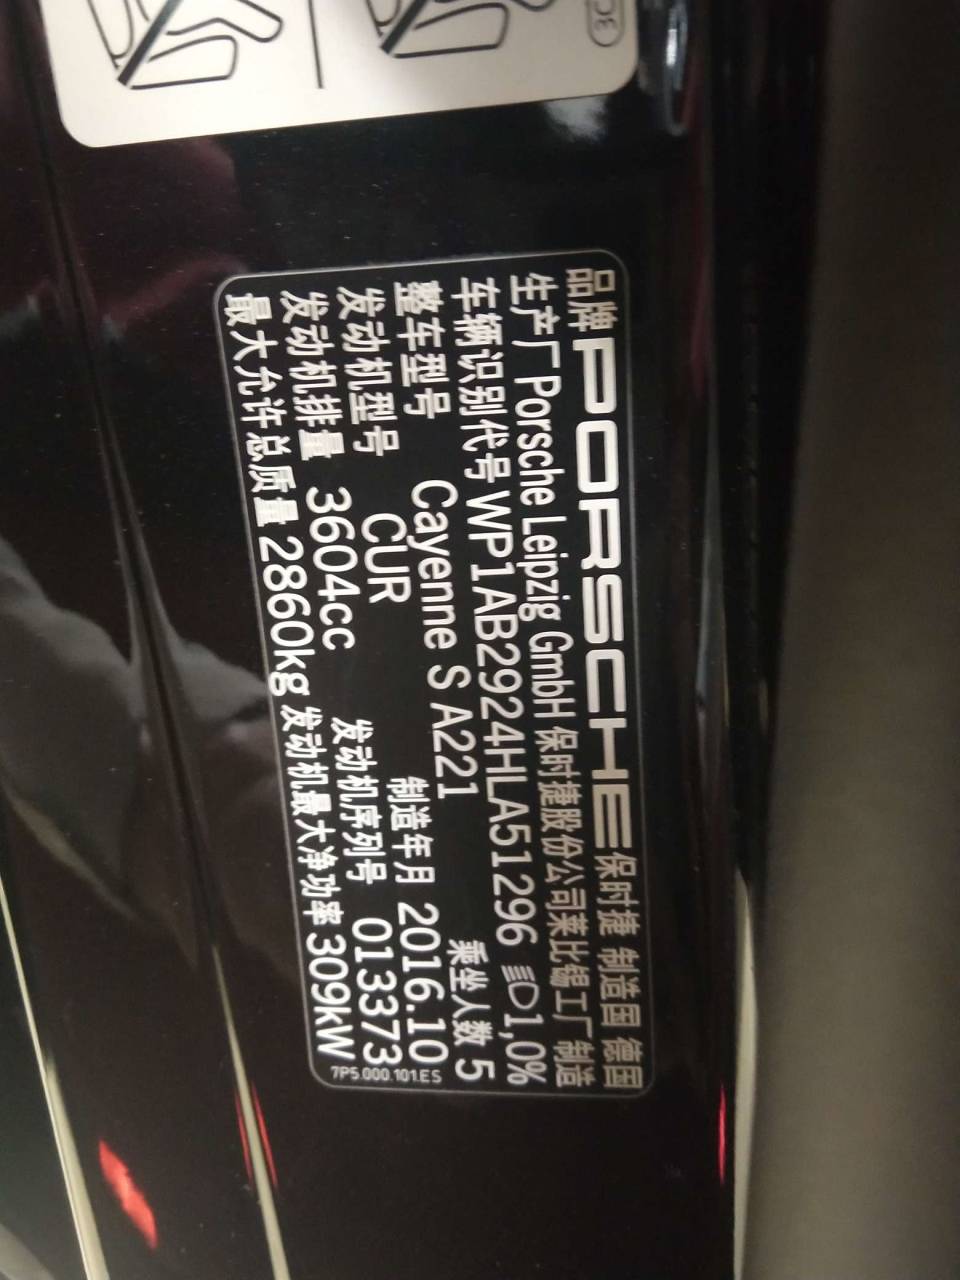 品牌 PORSCHE 保时捷 制造国 德国
生产厂 Porsche Leipzig GmbH 保时捷股份公司莱比锡工厂 制造
车辆识别代号 WP1AB2924HLA51296 1,0%
整车型号 Cayenne S A221 乘坐人数 5
发动机型号 CUR 制造年月 2016.10
发动机排量 3604cc 发动机序列号 013373
最大允许总质量 2860kg 发动机最大净功率 309kW
7P5.000.101.ES